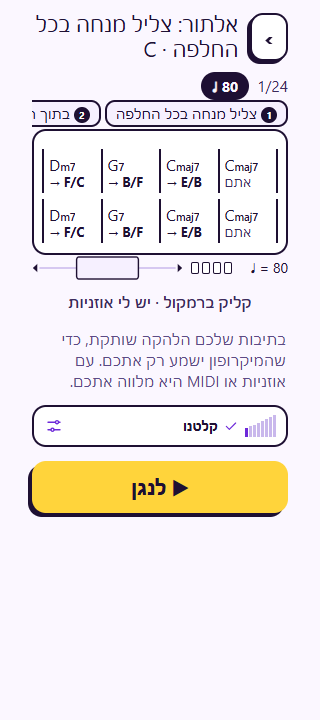 אלתור: צליל מנחה בכל
החלפה · C
1/24 ♩ 80
1 צליל מנחה בכל החלפה
2 בתוך ה
Dm7 G7 Cmaj7 Cmaj7
→ F/C → B/F → E/B אתם
Dm7 G7 Cmaj7 Cmaj7
→ F/C → B/F → E/B אתם
♩ = 80
קליק ברמקול · יש לי אוזניות
בתיבות שלכם הלהקה שותקת, כדי
שהמיקרופון ישמע רק אתכם. עם
אוזניות או MIDI היא מלווה אתכם.
קלטנו
לנגן